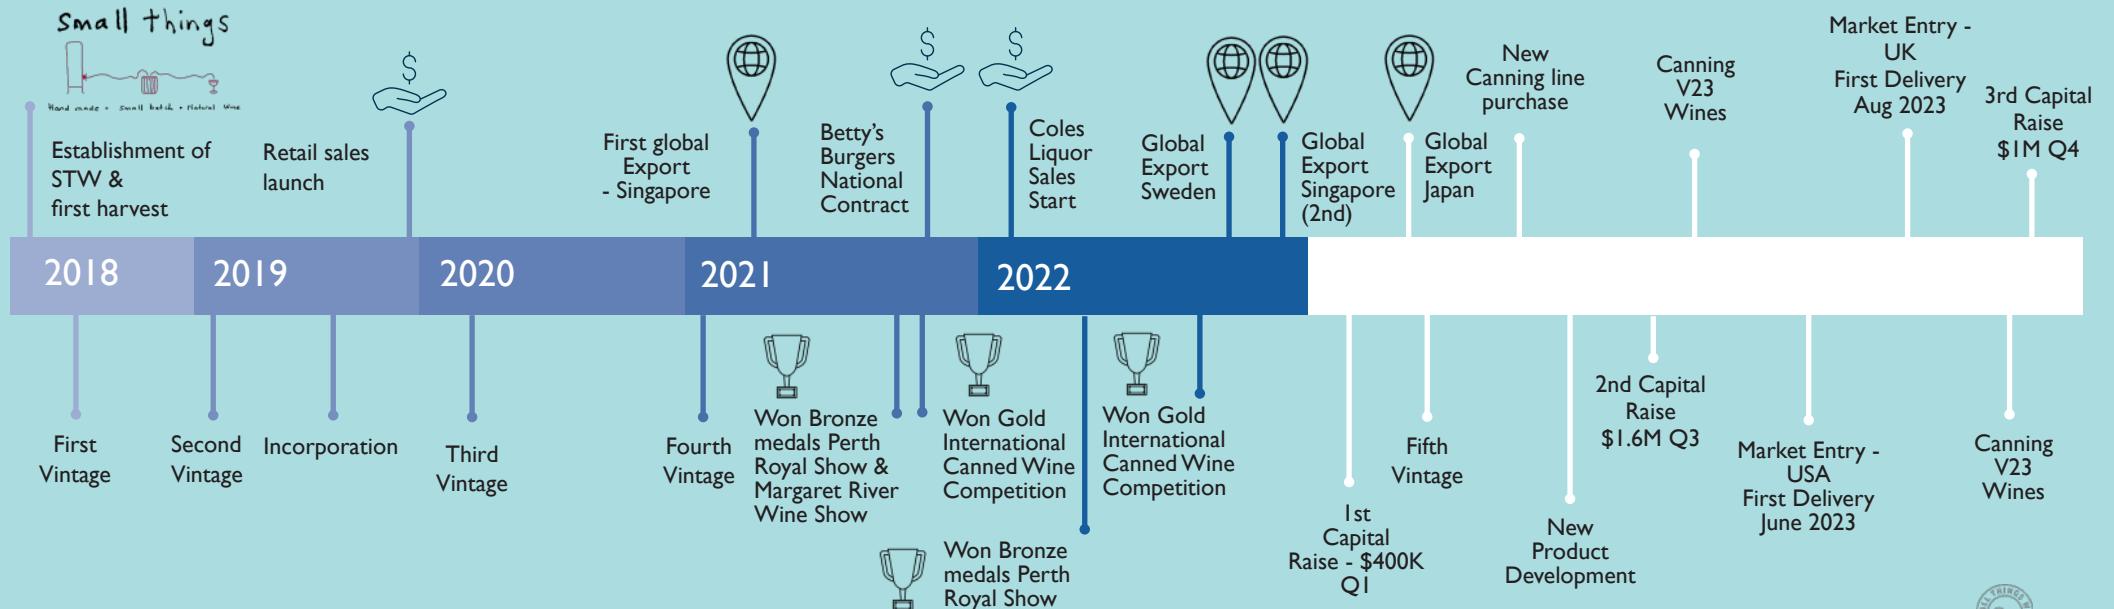 small things
Hand made • Small batch • Natural Wine
Establishment of
STW &
first harvest
Retail sales
launch
First global
Export
- Singapore
Betty's
Burgers
National
Contract
Coles
Liquor
Sales
Start
Global
Export
Sweden
Global
Export
Singapore
(2nd)
Global
Export
Japan
New
Canning line
purchase
Canning
V23
Wines
Market Entry -
UK
First Delivery
Aug 2023
3rd Capital
Raise
$1M Q4
2018
2019
2020
2021
2022
First
Vintage
Second
Vintage
Incorporation
Third
Vintage
Fourth
Vintage
Won Bronze
medals Perth
Royal Show &
Margaret River
Wine Show
Won Gold
International
Canned Wine
Competition
Won Bronze
medals Perth
Royal Show
Won Gold
International
Canned Wine
Competition
1st
Capital
Raise - $400K
Q1
Fifth
Vintage
New
Product
Development
2nd Capital
Raise
$1.6M Q3
Market Entry -
USA
First Delivery
June 2023
Canning
V23
Wines